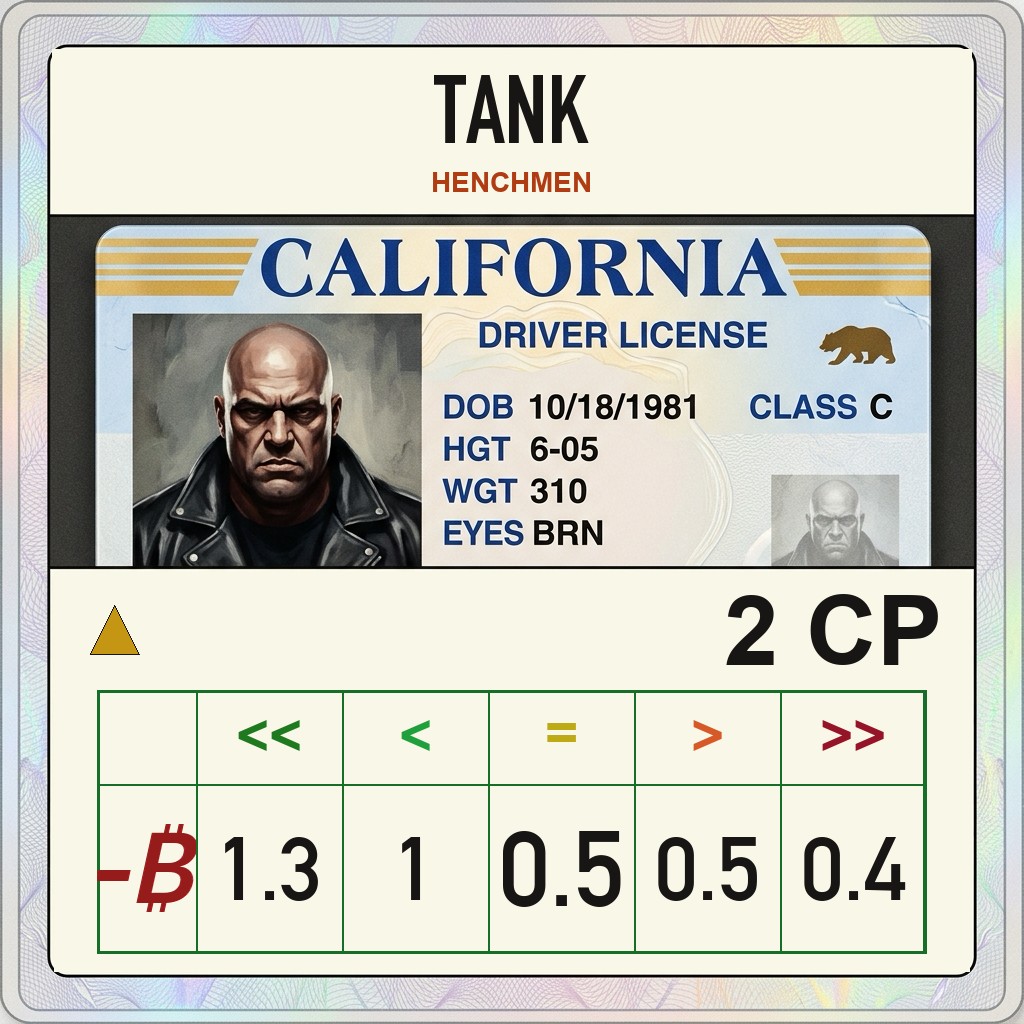 TANK
HENCHMEN
CALIFORNIA
DRIVER LICENSE
DOB 10/18/1981 CLASS C
HGT 6-05
WGT 310
EYES BRN
2 CP
<< < = > >>
-₿ 1.3 1 0.5 0.5 0.4